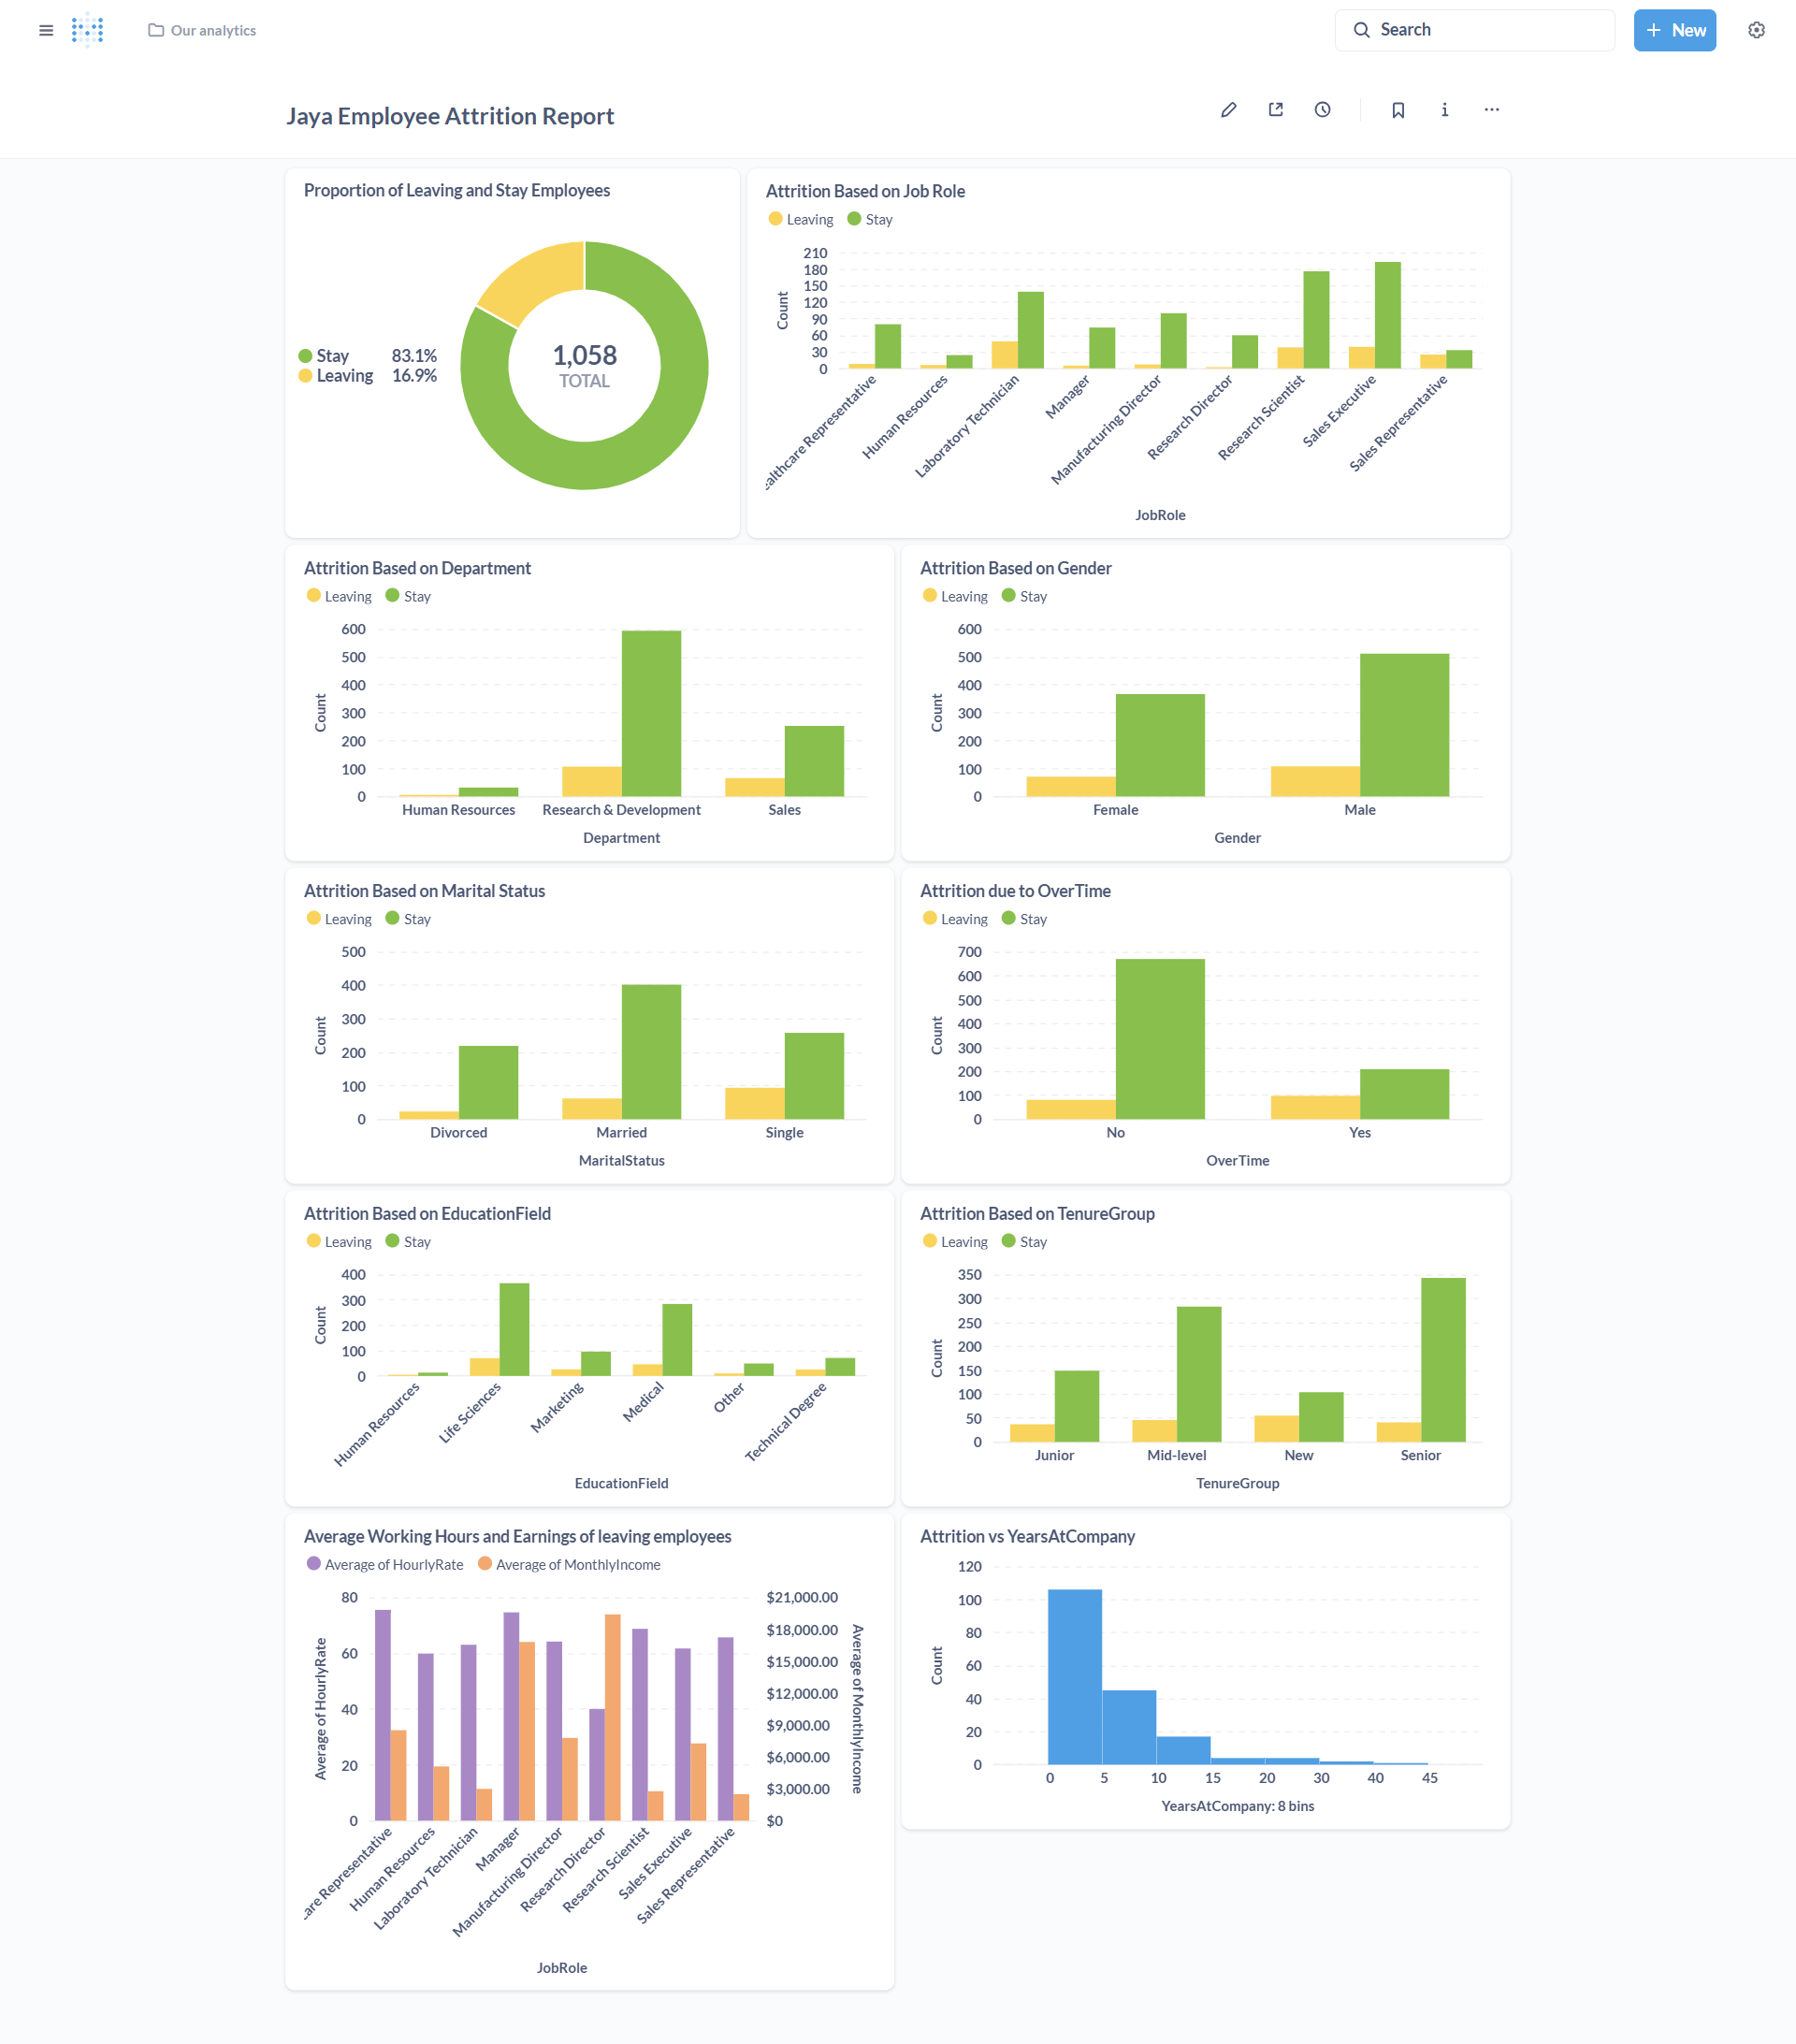 Our analytics
Search
New
Jaya Employee Attrition Report
Proportion of Leaving and Stay Employees
Stay 83.1%
Leaving 16.9%
1,058
TOTAL
Attrition Based on Job Role
Leaving Stay
210
180
150
120
90
60
30
0
Count
althcare Representative
Human Resources
Laboratory Technician
Manager
Manufacturing Director
Research Director
Research Scientist
Sales Executive
Sales Representative
JobRole
Attrition Based on Department
Leaving Stay
600
500
400
300
200
100
0
Count
Human Resources Research & Development Sales
Department
Attrition Based on Gender
Leaving Stay
600
500
400
300
200
100
0
Count
Female Male
Gender
Attrition Based on Marital Status
Leaving Stay
500
400
300
200
100
0
Count
Divorced Married Single
MaritalStatus
Attrition due to OverTime
Leaving Stay
700
600
500
400
300
200
100
0
Count
No Yes
OverTime
Attrition Based on EducationField
Leaving Stay
400
300
200
100
0
Count
Human Resources
Life Sciences
Marketing
Medical
Other
Technical Degree
EducationField
Attrition Based on TenureGroup
Leaving Stay
350
300
250
200
150
100
50
0
Count
Junior Mid-level New Senior
TenureGroup
Average Working Hours and Earnings of leaving employees
Average of HourlyRate Average of MonthlyIncome
80
60
40
20
0
Average of HourlyRate
$21,000.00
$18,000.00
$15,000.00
$12,000.00
$9,000.00
$6,000.00
$3,000.00
$0
Average of MonthlyIncome
are Representative
Human Resources
Laboratory Technician
Manager
Manufacturing Director
Research Director
Research Scientist
Sales Executive
Sales Representative
JobRole
Attrition vs YearsAtCompany
120
100
80
60
40
20
0
Count
0 5 10 15 20 30 40 45
YearsAtCompany: 8 bins